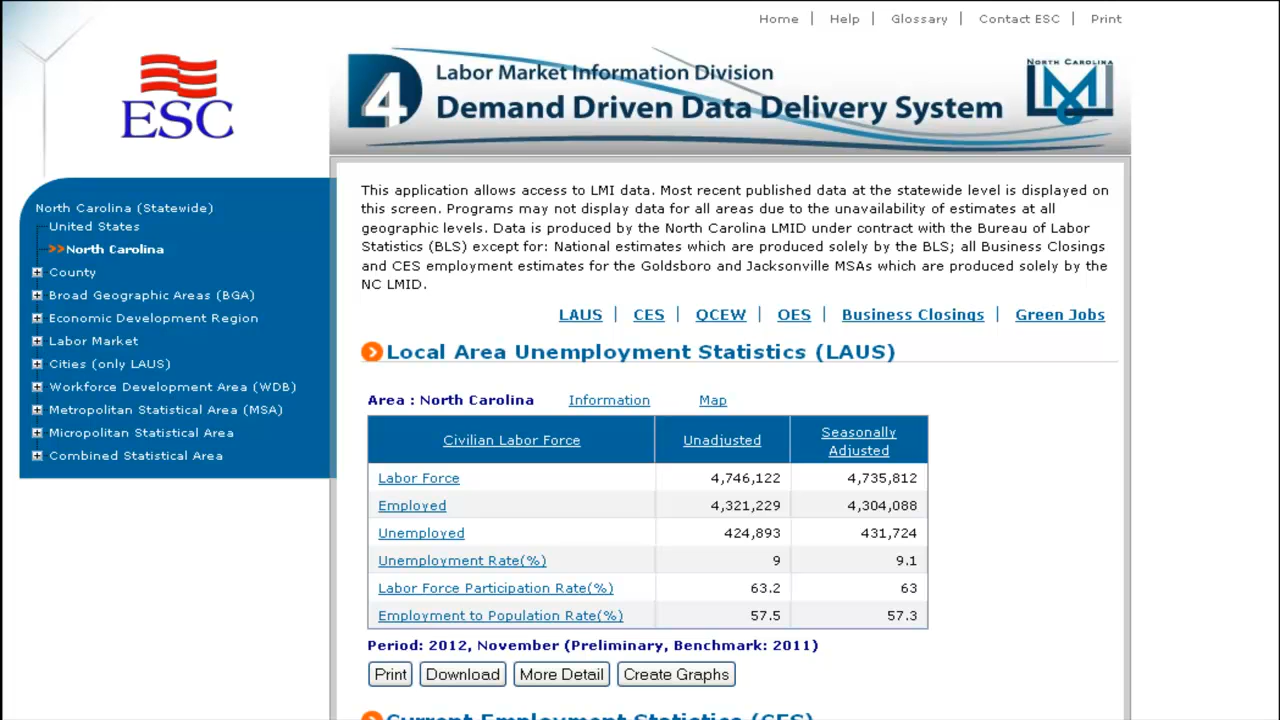 Home | Help | Glossary | Contact ESC | Print
ESC
4
Labor Market Information Division
Demand Driven Data Delivery System
NORTH CAROLINA
LM
North Carolina (Statewide)
United States
>>North Carolina
County
Broad Geographic Areas (BGA)
Economic Development Region
Labor Market
Cities (only LAUS)
Workforce Development Area (WDB)
Metropolitan Statistical Area (MSA)
Micropolitan Statistical Area
Combined Statistical Area
This application allows access to LMI data. Most recent published data at the statewide level is displayed on
this screen. Programs may not display data for all areas due to the unavailability of estimates at all
geographic levels. Data is produced by the North Carolina LMID under contract with the Bureau of Labor
Statistics (BLS) except for: National estimates which are produced solely by the BLS; all Business Closings
and CES employment estimates for the Goldsboro and Jacksonville MSAs which are produced solely by the
NC LMID.
LAUS | CES | QCEW | OES | Business Closings | Green Jobs
Local Area Unemployment Statistics (LAUS)
Area : North Carolina Information Map
Civilian Labor Force Unadjusted Seasonally Adjusted
Labor Force 4,746,122 4,735,812
Employed 4,321,229 4,304,088
Unemployed 424,893 431,724
Unemployment Rate(%) 9 9.1
Labor Force Participation Rate(%) 63.2 63
Employment to Population Rate(%) 57.5 57.3
Period: 2012, November (Preliminary, Benchmark: 2011)
Print Download More Detail Create Graphs
Current Employment Statistics (CES)